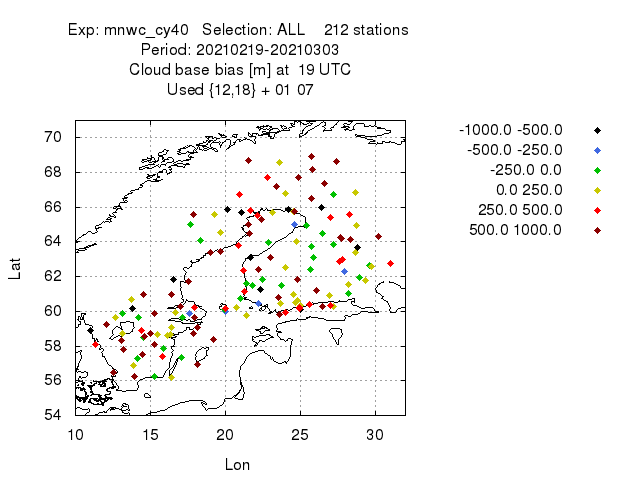 Exp: mnwc_cy40 Selection: ALL 212 stations
Period: 20210219-20210303
Cloud base bias [m] at 19 UTC
Used {12,18} + 01 07
-1000.0 -500.0
-500.0 -250.0
-250.0 0.0
0.0 250.0
250.0 500.0
500.0 1000.0
Lat
70
68
66
64
62
60
58
56
54
10 15 20 25 30
Lon